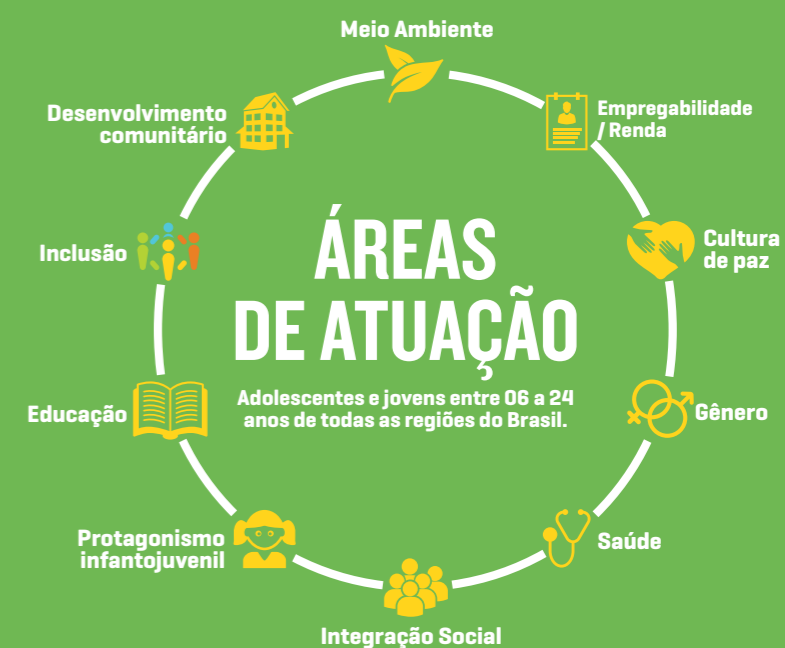 Meio Ambiente
Empregabilidade
/ Renda
Cultura
de paz
Gênero
Saúde
Integração Social
Protagonismo
infantojuvenil
Educação
Inclusão
Desenvolvimento
comunitário
ÁREAS
DE ATUAÇÃO
Adolescentes e jovens entre 06 a 24
anos de todas as regiões do Brasil.